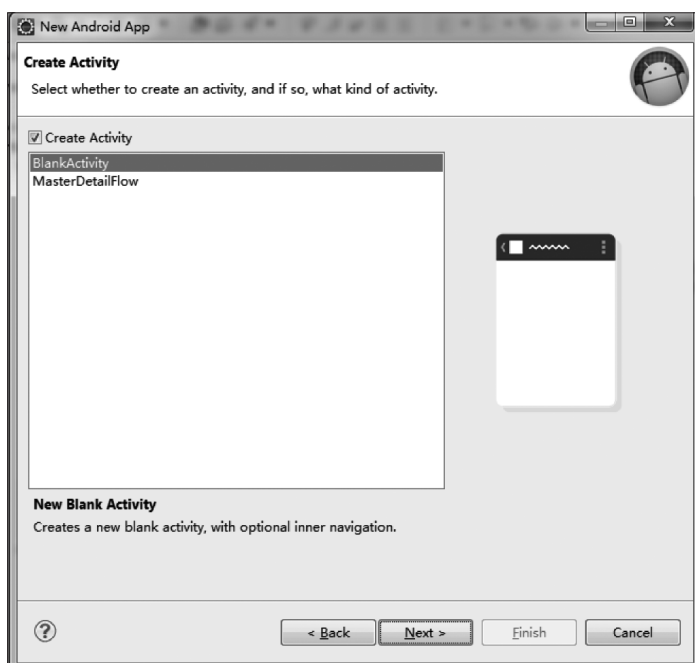 New Android App
Create Activity
Select whether to create an activity, and if so, what kind of activity.
Create Activity
BlankActivity
MasterDetailFlow
New Blank Activity
Creates a new blank activity, with optional inner navigation.
< Back
Next >
Finish
Cancel